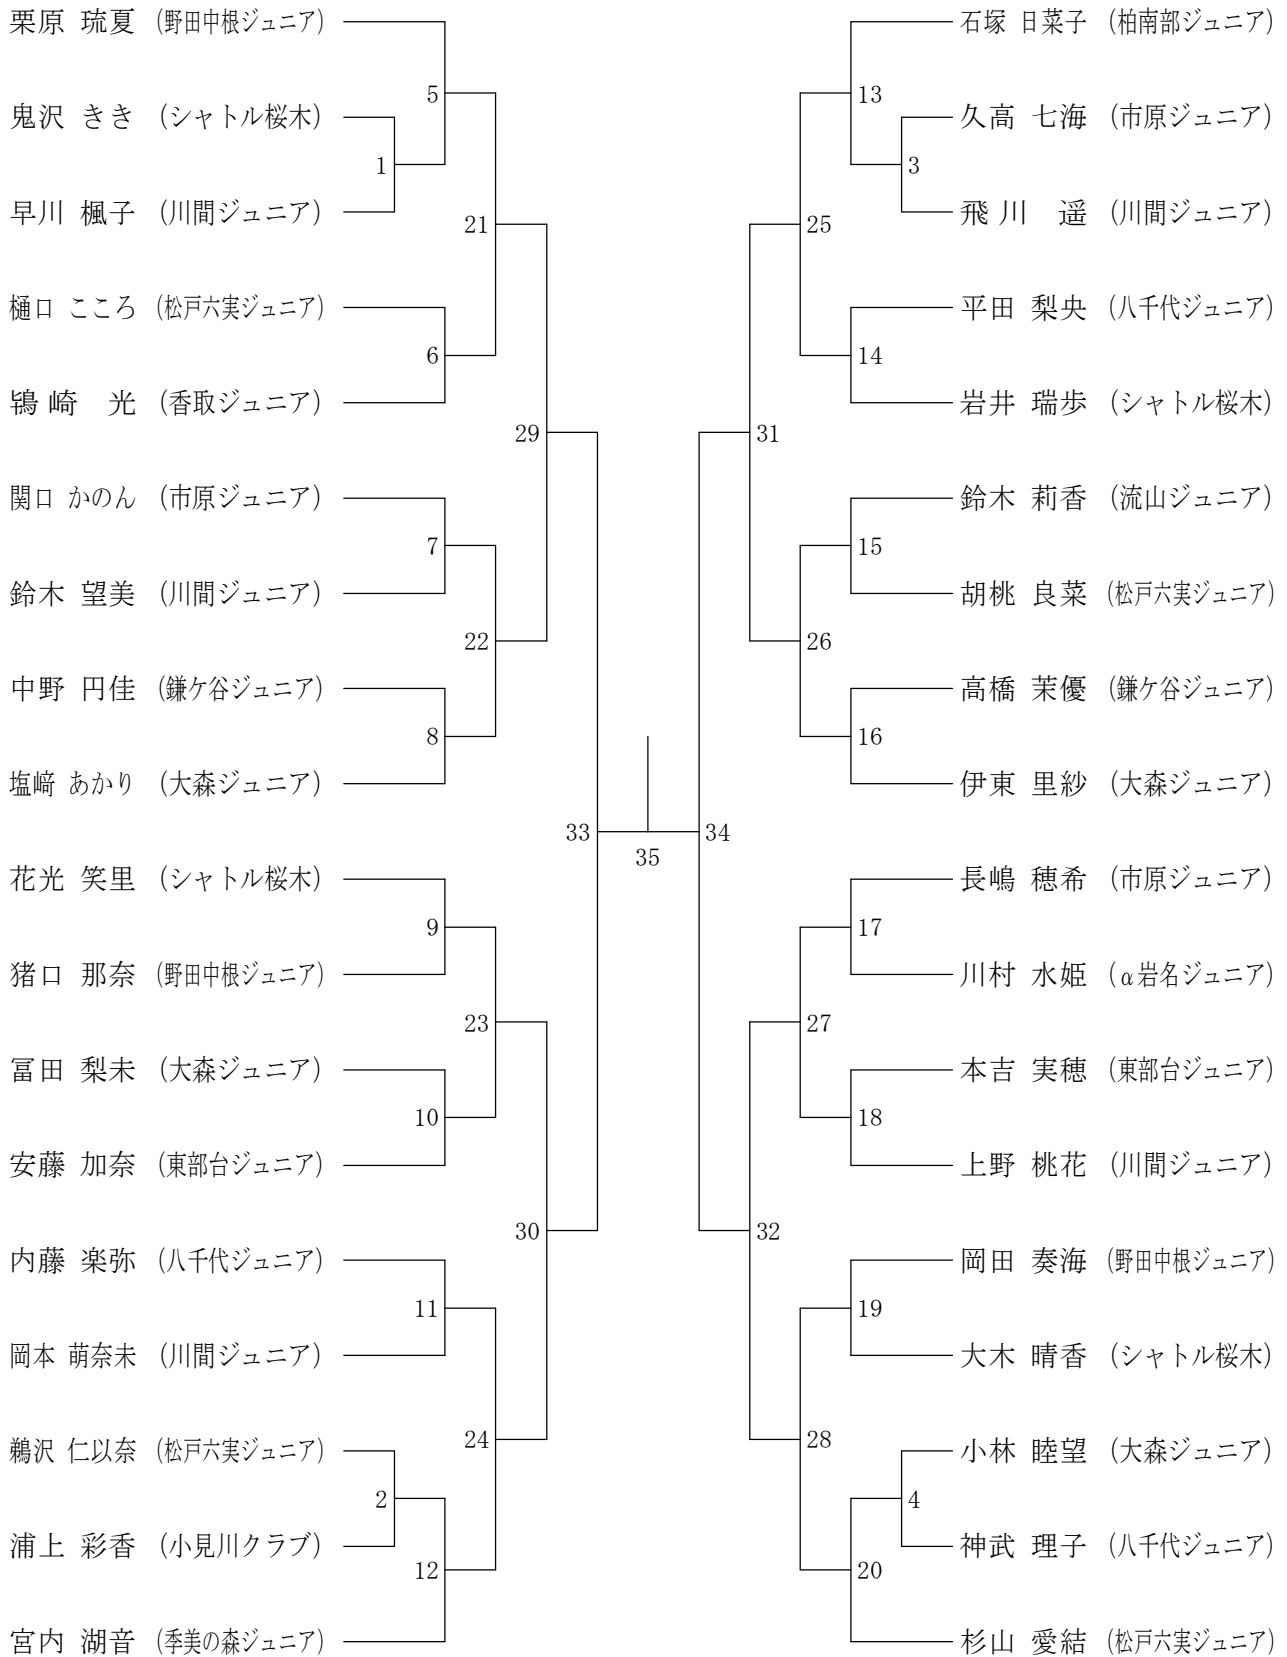 栗原 琉夏 (野田中根ジュニア)
鬼沢 きき (シャトル桜木)
早川 楓子 (川間ジュニア)
樋口 こころ (松戸六実ジュニア)
鴇崎 光 (香取ジュニア)
関口 かのん (市原ジュニア)
鈴木 望美 (川間ジュニア)
中野 円佳 (鎌ケ谷ジュニア)
塩﨑 あかり (大森ジュニア)
花光 笑里 (シャトル桜木)
猪口 那奈 (野田中根ジュニア)
冨田 梨未 (大森ジュニア)
安藤 加奈 (東部台ジュニア)
内藤 楽弥 (八千代ジュニア)
岡本 萌奈未 (川間ジュニア)
鵜沢 仁以奈 (松戸六実ジュニア)
浦上 彩香 (小見川クラブ)
宮内 湖音 (季美の森ジュニア)
5
1
21
6
29
7
22
8
33
9
23
10
30
11
24
2
12
35
13
3
25
14
31
15
26
16
34
17
27
18
32
19
28
4
20
石塚 日菜子 (柏南部ジュニア)
久高 七海 (市原ジュニア)
飛川 遥 (川間ジュニア)
平田 梨央 (八千代ジュニア)
岩井 瑞歩 (シャトル桜木)
鈴木 莉香 (流山ジュニア)
胡桃 良菜 (松戸六実ジュニア)
高橋 茉優 (鎌ケ谷ジュニア)
伊東 里紗 (大森ジュニア)
長嶋 穂希 (市原ジュニア)
川村 水姫 (α岩名ジュニア)
本吉 実穂 (東部台ジュニア)
上野 桃花 (川間ジュニア)
岡田 奏海 (野田中根ジュニア)
大木 晴香 (シャトル桜木)
小林 睦望 (大森ジュニア)
神武 理子 (八千代ジュニア)
杉山 愛結 (松戸六実ジュニア)